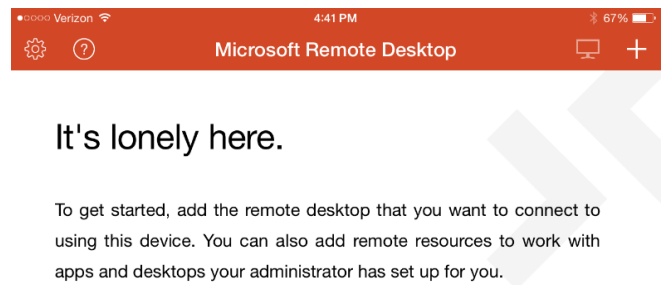 Verizon 4:41 PM 67%
? Microsoft Remote Desktop +
It's lonely here.
To get started, add the remote desktop that you want to connect to
using this device. You can also add remote resources to work with
apps and desktops your administrator has set up for you.